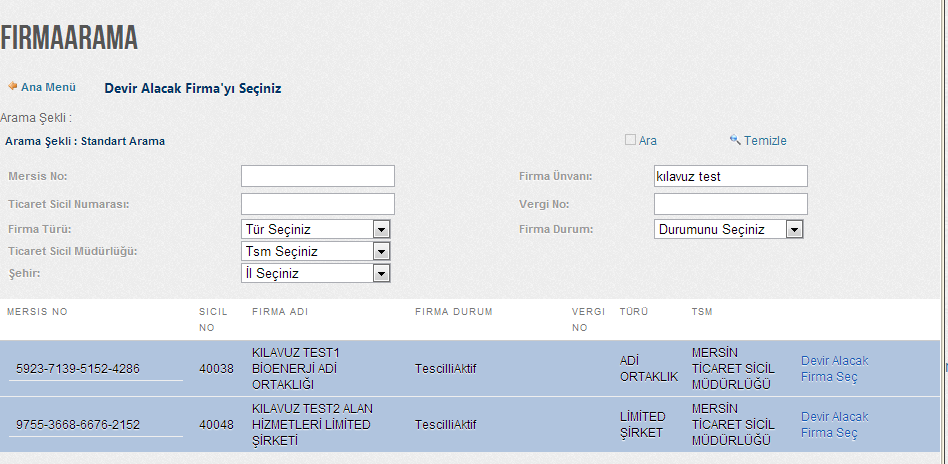 FIRMAARAMA
Ana Menü Devir Alacak Firma'yı Seçiniz
Arama Şekli :
Arama Şekli : Standart Arama Ara Temizle
Mersis No: Firma Ünvanı: kılavuz test
Ticaret Sicil Numarası: Vergi No:
Firma Türü: Tür Seçiniz Firma Durum: Durumunu Seçiniz
Ticaret Sicil Müdürlüğü: Tsm Seçiniz
Şehir: İl Seçiniz
MERSIS NO SICIL NO FIRMA ADI FIRMA DURUM VERGI NO TÜRÜ TSM
5923-7139-5152-4286 40038 KILAVUZ TEST1 BİOENERJİ ADİ ORTAKLIĞI TescilliAktif ADİ ORTAKLIK MERSİN TİCARET SİCİL MÜDÜRLÜĞÜ Devir Alacak Firma Seç
9755-3668-6676-2152 40048 KILAVUZ TEST2 ALAN HİZMETLERİ LİMİTED ŞİRKETİ TescilliAktif LİMİTED ŞİRKET MERSİN TİCARET SİCİL MÜDÜRLÜĞÜ Devir Alacak Firma Seç